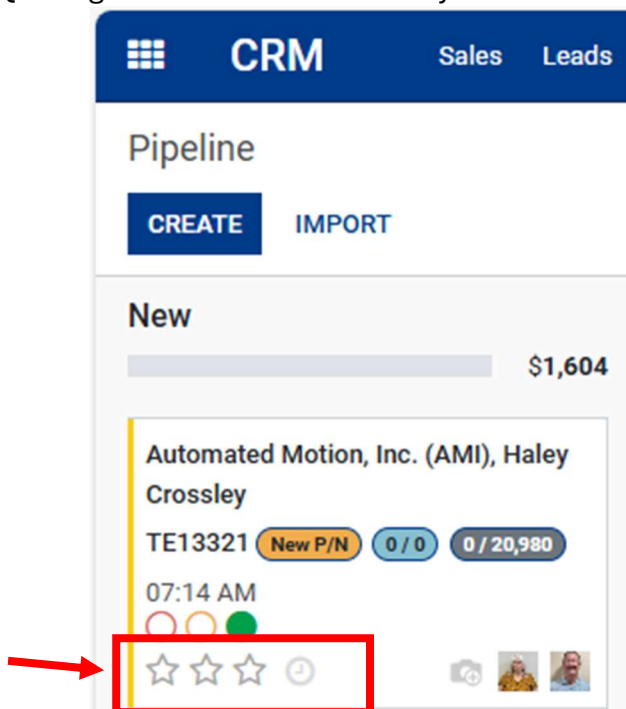 CRM Sales Leads
Pipeline
CREATE IMPORT
New
$1,604
Automated Motion, Inc. (AMI), Haley
Crossley
TE13321 New P/N 0 / 0 0 / 20,980
07:14 AM